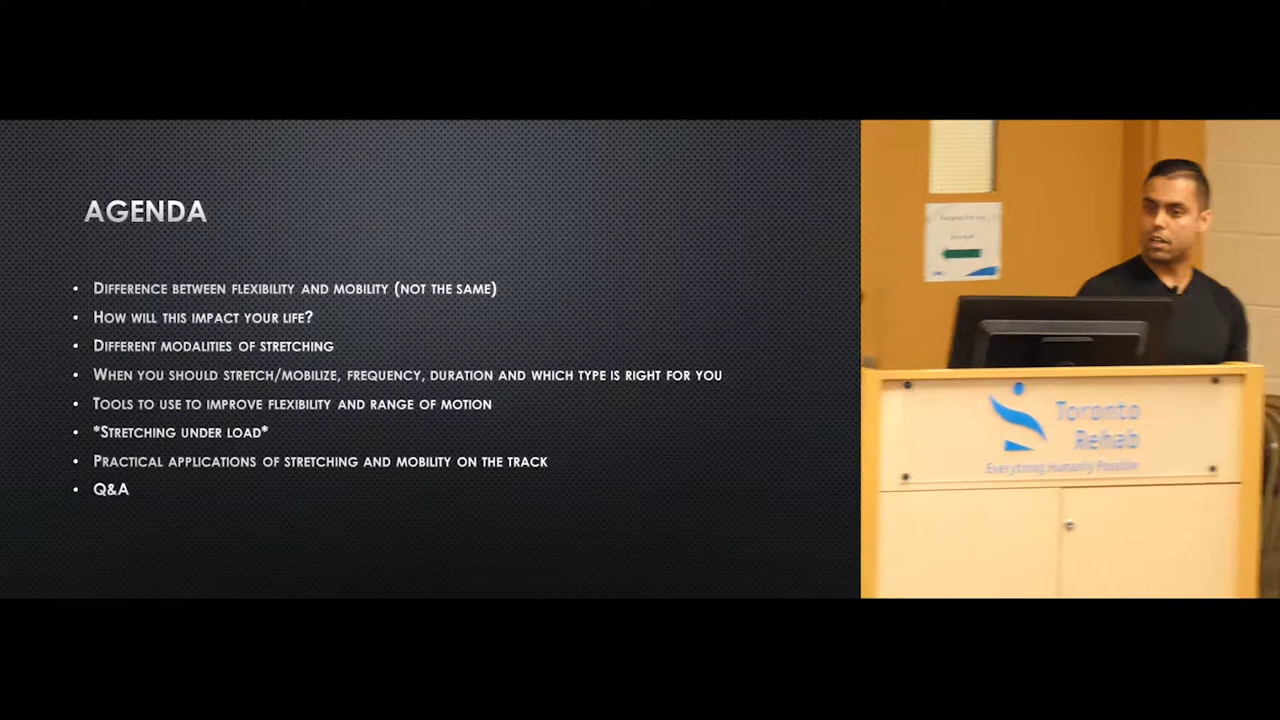 AGENDA
• DIFFERENCE BETWEEN FLEXIBILITY AND MOBILITY (NOT THE SAME)
• HOW WILL THIS IMPACT YOUR LIFE?
• DIFFERENT MODALITIES OF STRETCHING
• WHEN YOU SHOULD STRETCH/MOBILIZE, FREQUENCY, DURATION AND WHICH TYPE IS RIGHT FOR YOU
• TOOLS TO USE TO IMPROVE FLEXIBILITY AND RANGE OF MOTION
• *STRETCHING UNDER LOAD*
• PRACTICAL APPLICATIONS OF STRETCHING AND MOBILITY ON THE TRACK
• Q&A
Toronto
Rehab
Everything Humanly Possible